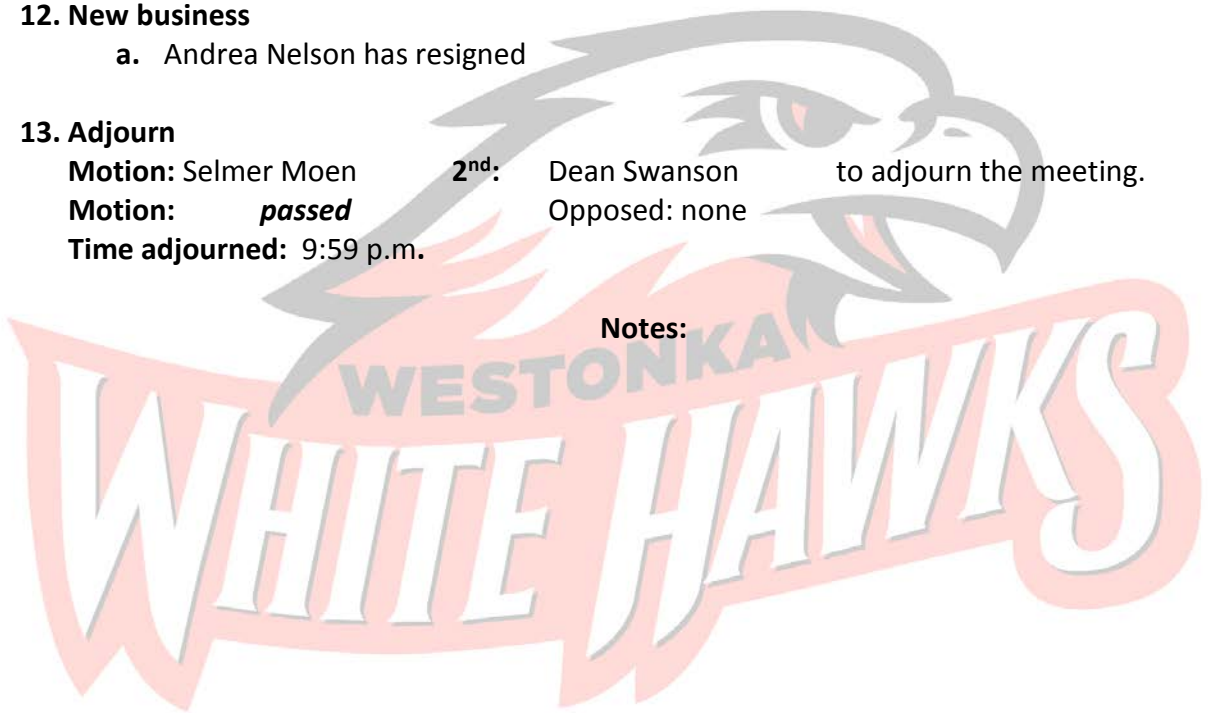 12. New business
a. Andrea Nelson has resigned
13. Adjourn
Motion: Selmer Moen 2nd: Dean Swanson to adjourn the meeting.
Motion: passed Opposed: none
Time adjourned: 9:59 p.m.
Notes:
WESTONKA
WHITE HAWKS